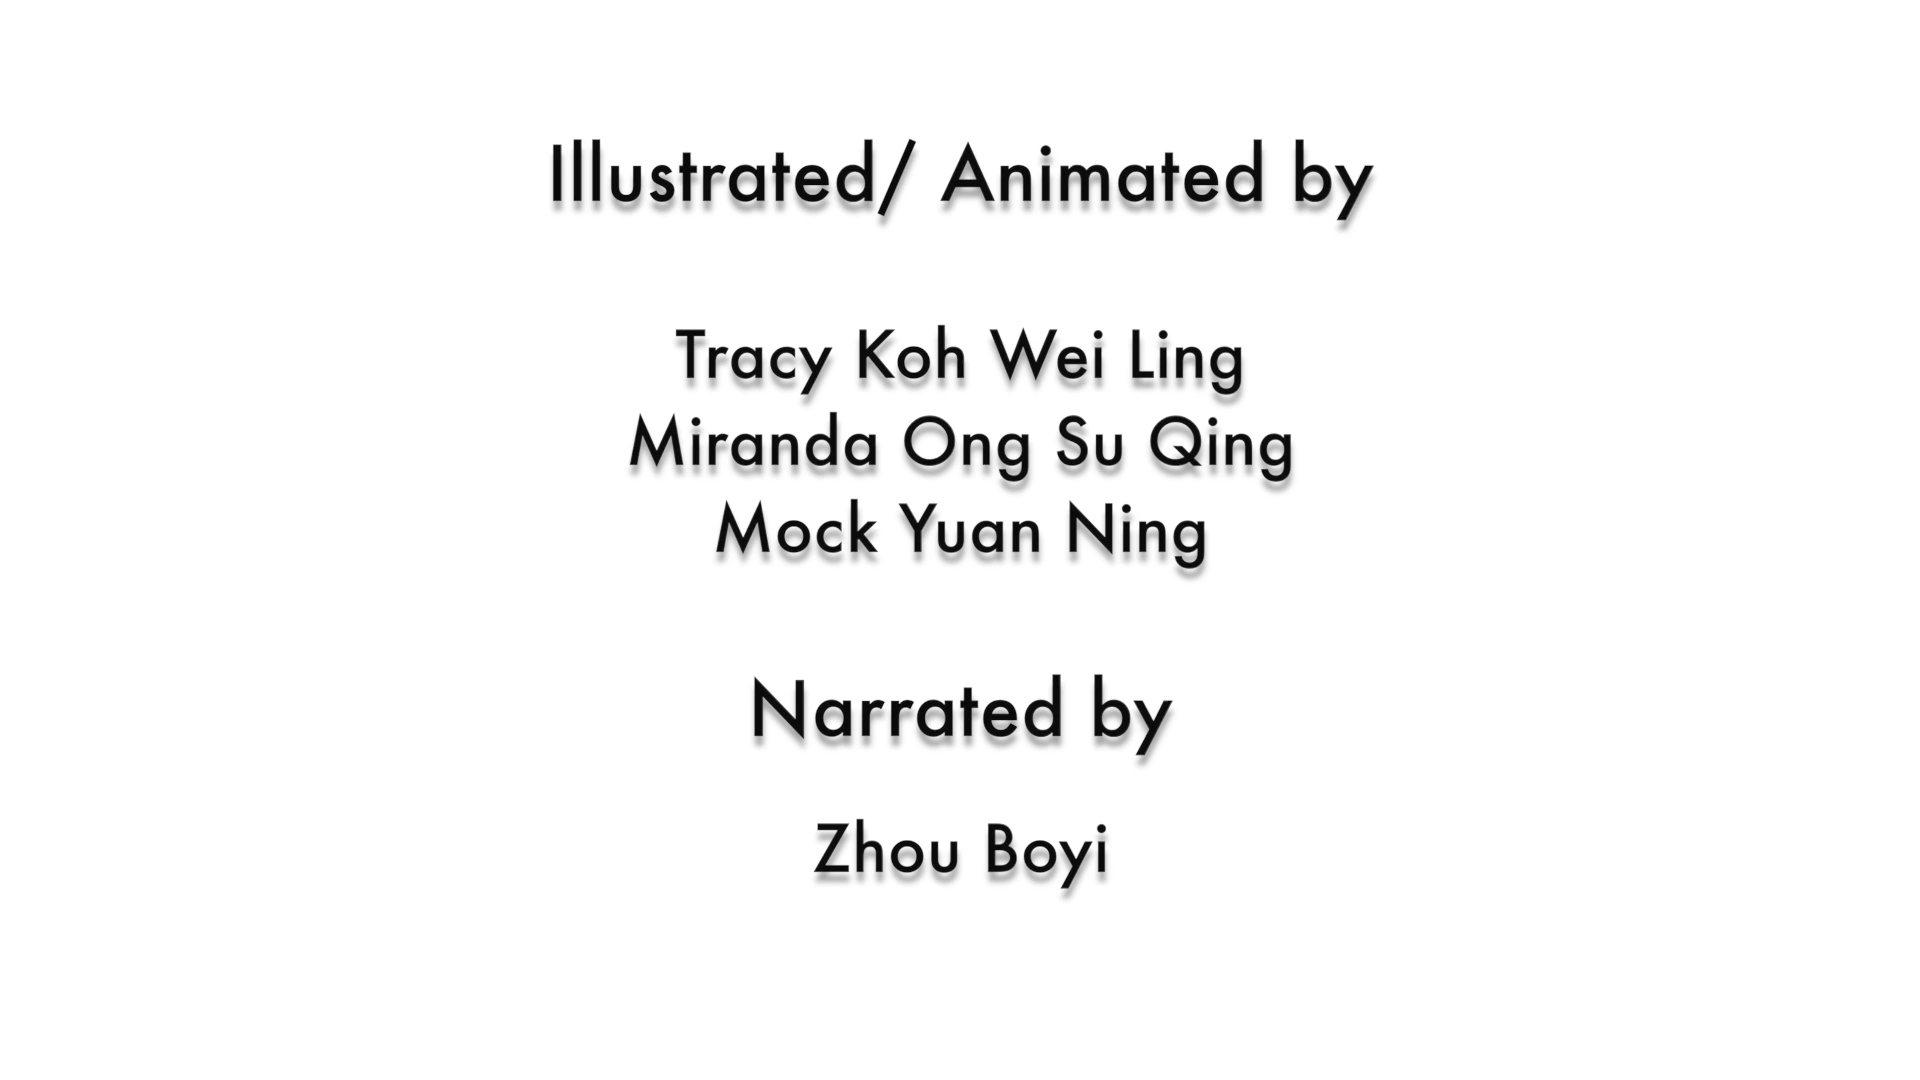 Illustrated/ Animated by
Tracy Koh Wei Ling
Miranda Ong Su Qing
Mock Yuan Ning
Narrated by
Zhou Boyi